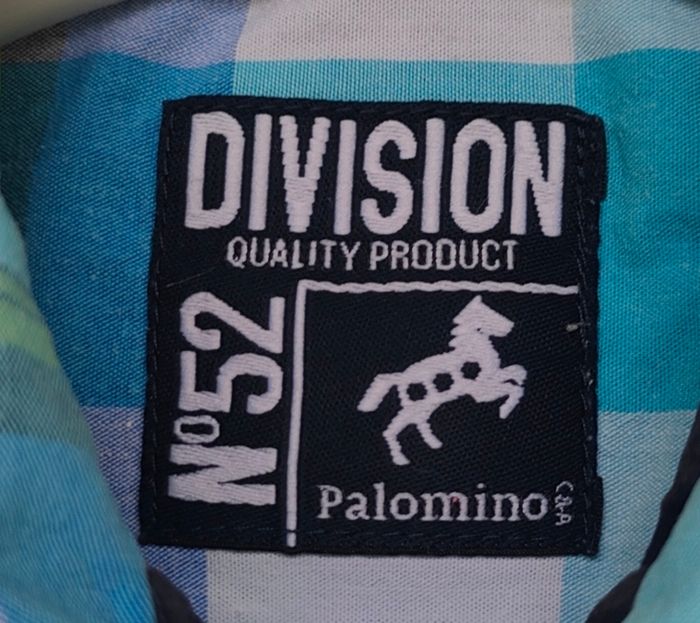 DIVISION
QUALITY PRODUCT
Nº52
Palomino
C&A